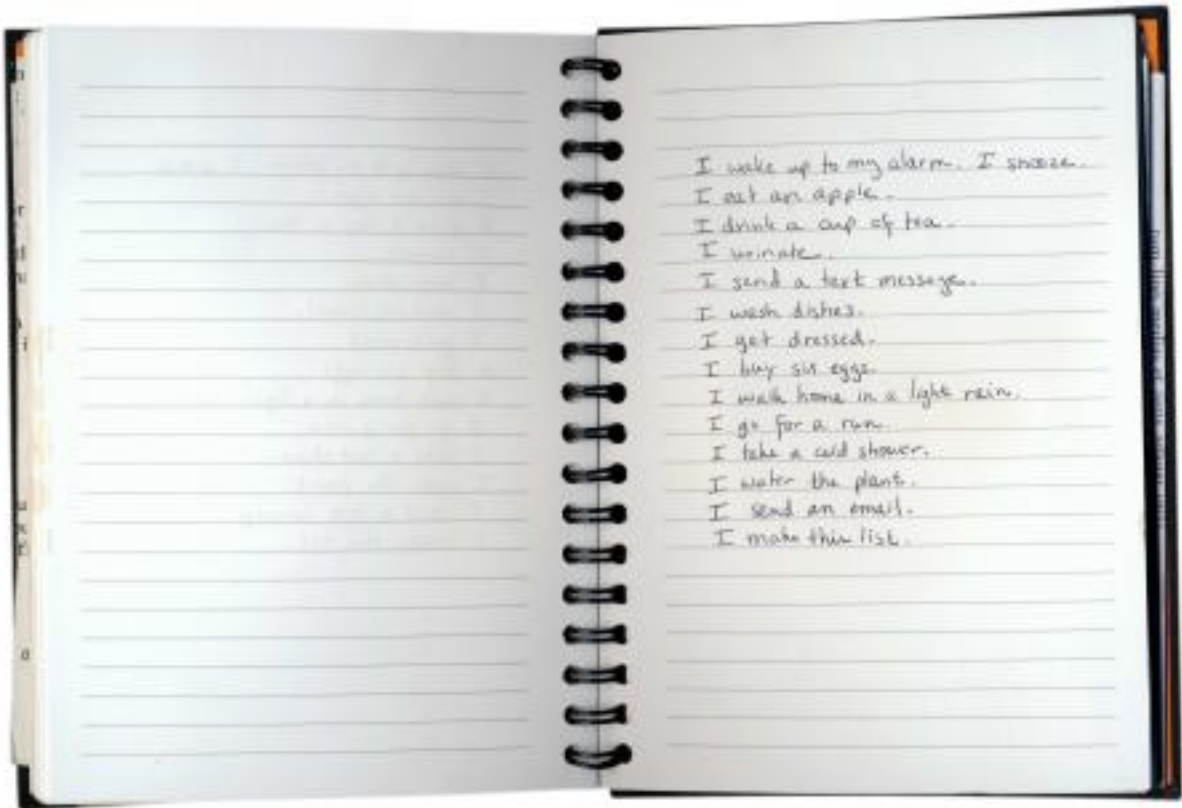 I wake up to my alarm. I snooze.
I eat an apple.
I drink a cup of tea.
I urinate.
I send a text message.
I wash dishes.
I get dressed.
I buy six eggs.
I walk home in a light rain.
I go for a run.
I take a cold shower.
I water the plant.
I send an email.
I make this list.